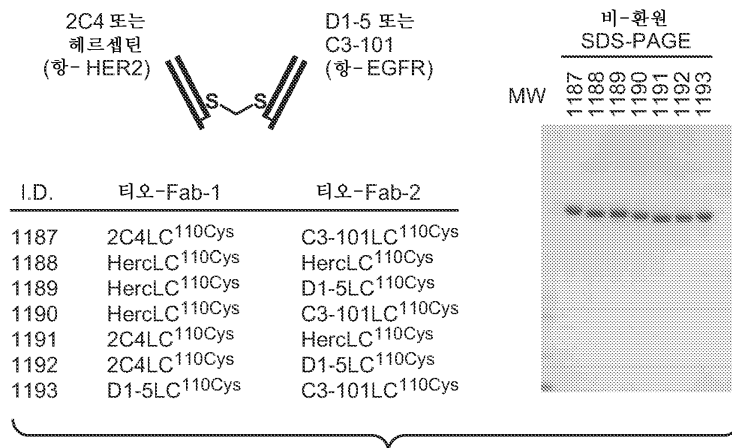 2C4 또는
헤르셉틴
(항-HER2)
D1-5 또는
C3-101
(항-EGFR)
S S
비-환원
SDS-PAGE
MW 1187 1188 1189 1190 1191 1192 1193
I.D. 티오-Fab-1 티오-Fab-2
1187 2C4LC110Cys C3-101LC110Cys
1188 HercLC110Cys HercLC110Cys
1189 HercLC110Cys D1-5LC110Cys
1190 HercLC110Cys C3-101LC110Cys
1191 2C4LC110Cys HercLC110Cys
1192 2C4LC110Cys D1-5LC110Cys
1193 D1-5LC110Cys C3-101LC110Cys